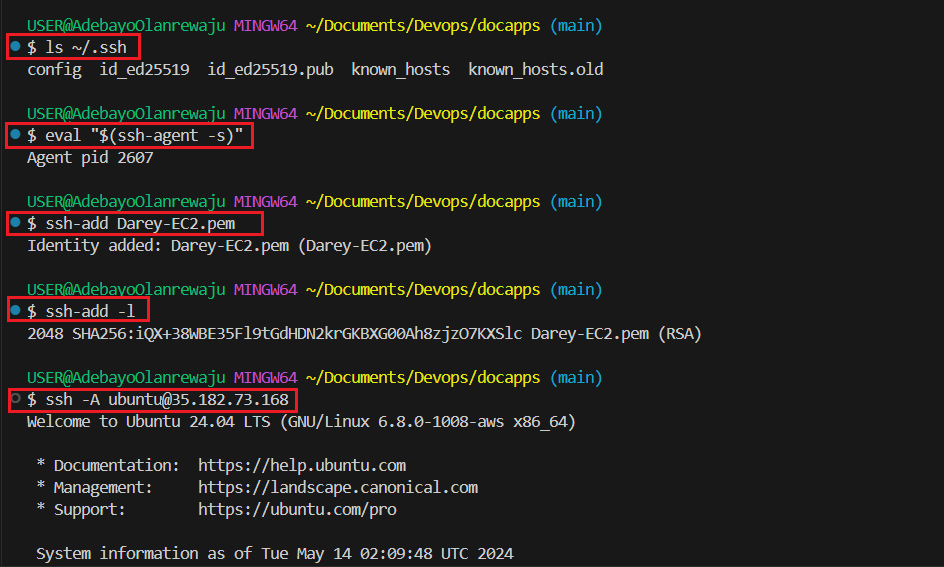 USER@AdebayoOlanrewaju MINGW64 ~/Documents/Devops/docapps (main)
$ ls ~/.ssh
config  id_ed25519  id_ed25519.pub  known_hosts  known_hosts.old
USER@AdebayoOlanrewaju MINGW64 ~/Documents/Devops/docapps (main)
$ eval "$(ssh-agent -s)"
Agent pid 2607
USER@AdebayoOlanrewaju MINGW64 ~/Documents/Devops/docapps (main)
$ ssh-add Darey-EC2.pem
Identity added: Darey-EC2.pem (Darey-EC2.pem)
USER@AdebayoOlanrewaju MINGW64 ~/Documents/Devops/docapps (main)
$ ssh-add -l
2048 SHA256:iQX+38WBE35Fl9tGdHDN2krGKBXG00Ah8zjzO7KXSlc Darey-EC2.pem (RSA)
USER@AdebayoOlanrewaju MINGW64 ~/Documents/Devops/docapps (main)
$ ssh -A ubuntu@35.182.73.168
Welcome to Ubuntu 24.04 LTS (GNU/Linux 6.8.0-1008-aws x86_64)
* Documentation:  https://help.ubuntu.com
* Management:     https://landscape.canonical.com
* Support:        https://ubuntu.com/pro
System information as of Tue May 14 02:09:48 UTC 2024